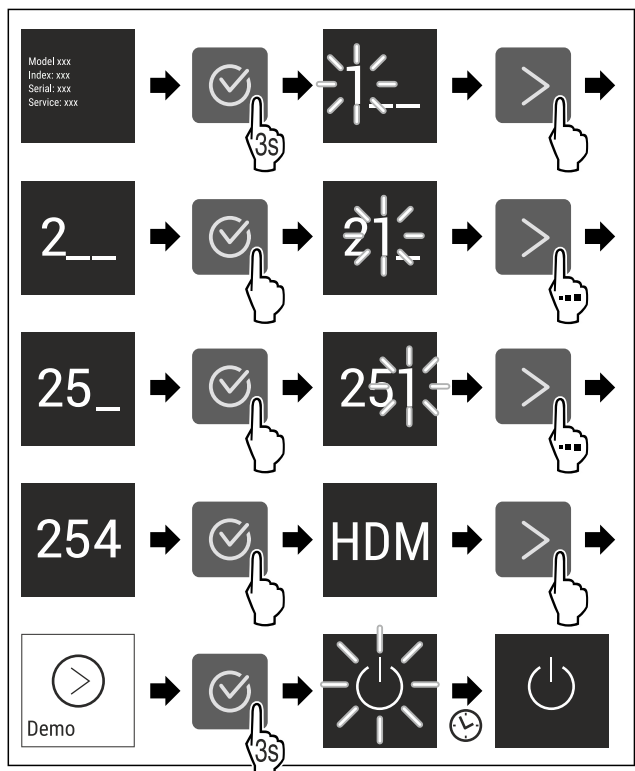 Model xxx
Index: xxx
Serial: xxx
Service: xxx
3s
1__
2__
21_
25_
251
254
HDM
Demo
3s